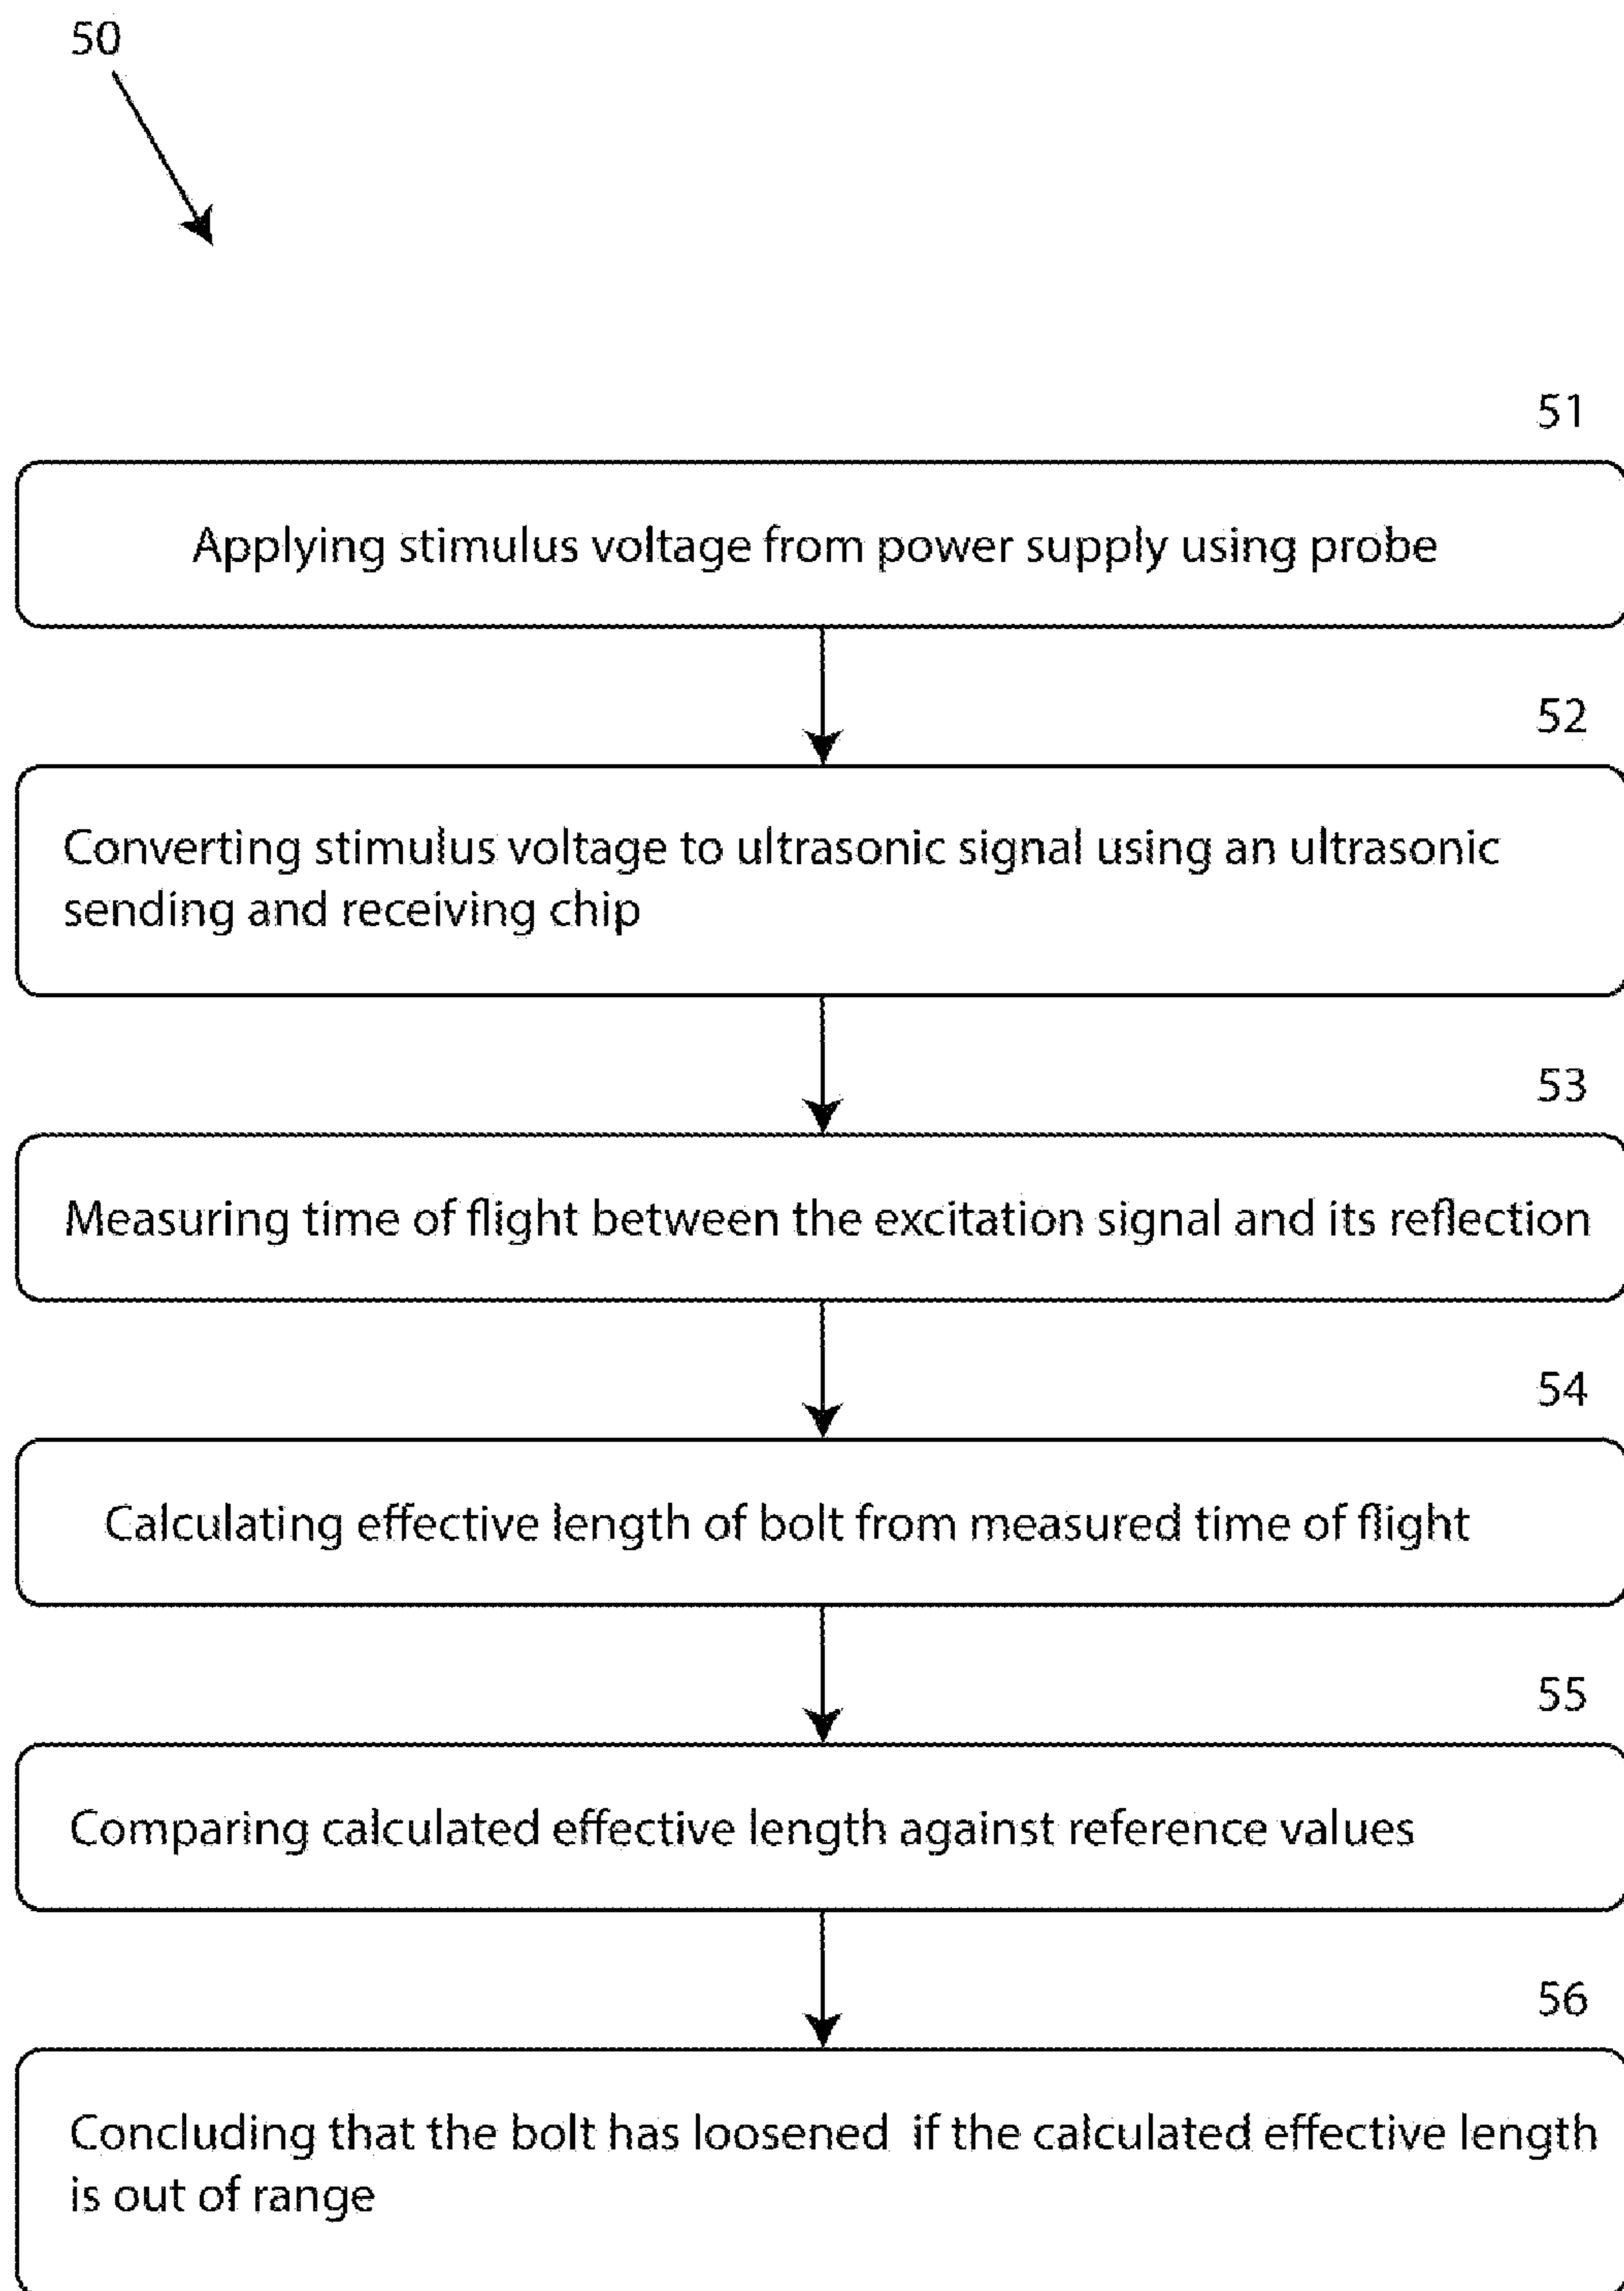 50
51
Applying stimulus voltage from power supply using probe
52
Converting stimulus voltage to ultrasonic signal using an ultrasonic
sending and receiving chip
53
Measuring time of flight between the excitation signal and its reflection
54
Calculating effective length of bolt from measured time of flight
55
Comparing calculated effective length against reference values
56
Concluding that the bolt has loosened if the calculated effective length
is out of range